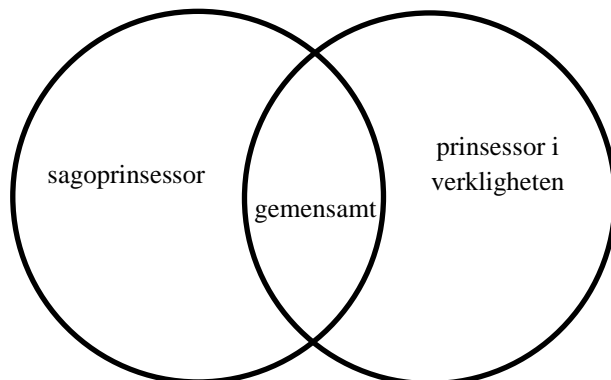 sagoprinsessor
gemensamt
prinsessor i
verkligheten